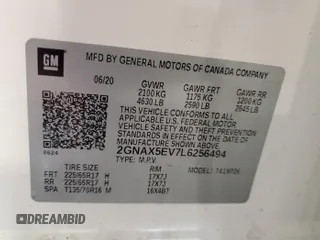 GM
MFD BY GENERAL MOTORS OF CANADA COMPANY
06/20 GVWR GAWR FRT GAWR RR
2100 KG 1175 KG 1200 KG
4630 LB 2590 LB 2645 LB
THIS VEHICLE CONFORMS TO ALL APPLICABLE U.S.
FEDERAL MOTOR VEHICLE SAFETY AND THEFT
PREVENTION STANDARDS IN EFFECT ON THE DATE
OF MANUFACTURE SHOWN ABOVE.
2GNAX5EV7L6256494
0624 TYPE: M.P.V.
TIRE SIZE RIM
FRT 225/65R17 H 17X7J
RR 225/65R17 H 17X7J
SPA T135/70R16 M 16X4BT
DREAMBID